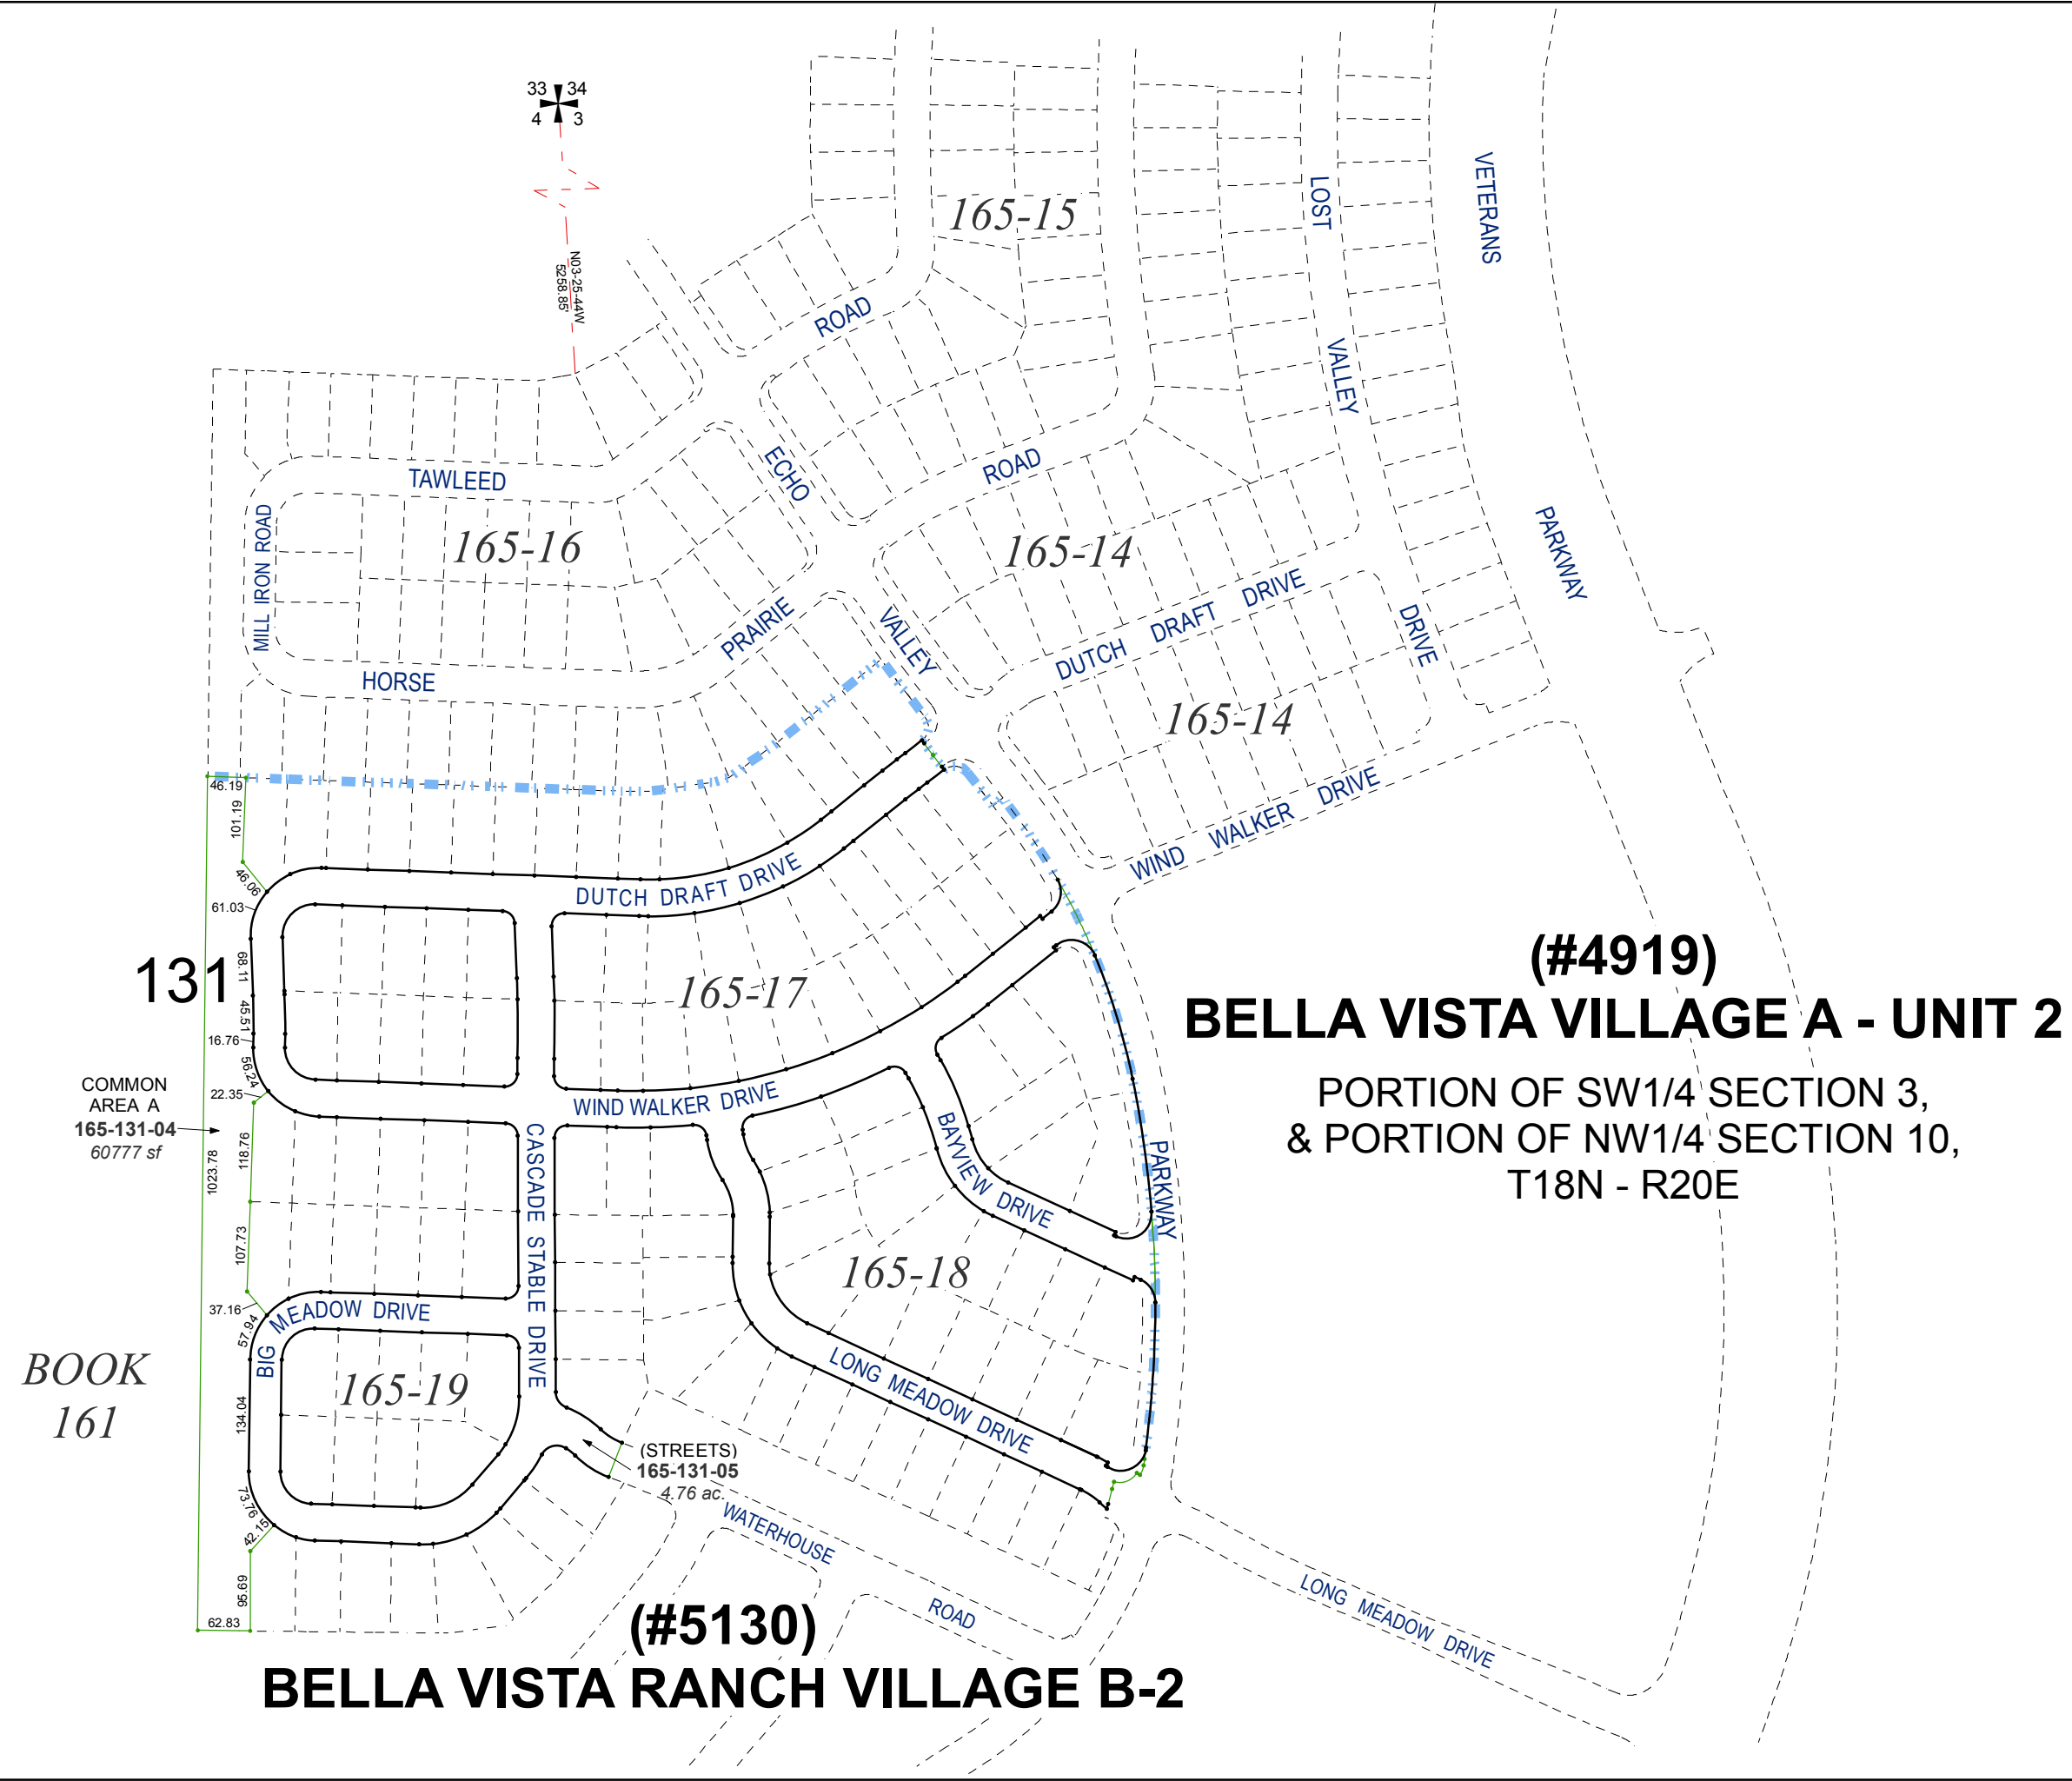 33 34
4 3
N03-25-44W
5258.85'
165-15
LOST
VALLEY
DRIVE
VETERANS
PARKWAY
ROAD
ROAD
TAWLEED
ECHO
VALLEY
MILL IRON ROAD
165-16
165-14
PRAIRIE
HORSE
DUTCH DRAFT DRIVE
165-14
WIND WALKER DRIVE
46.19
101.19
46.06
61.03
DUTCH DRAFT DRIVE
131
68.11
45.51
16.76
56.24
22.35
165-17
(#4919)
BELLA VISTA VILLAGE A - UNIT 2
PORTION OF SW1/4 SECTION 3,
& PORTION OF NW1/4 SECTION 10,
T18N - R20E
COMMON
AREA A
165-131-04
60777 sf
1023.78
118.76
107.73
WIND WALKER DRIVE
CASCADE STABLE DRIVE
BAYVIEW DRIVE
PARKWAY
165-18
37.16
57.94
BIG MEADOW DRIVE
BOOK
161
165-19
134.04
LONG MEADOW DRIVE
(STREETS)
165-131-05
4.76 ac.
73.76
42.15
95.69
62.83
WATERHOUSE
ROAD
LONG MEADOW DRIVE
(#5130)
BELLA VISTA RANCH VILLAGE B-2